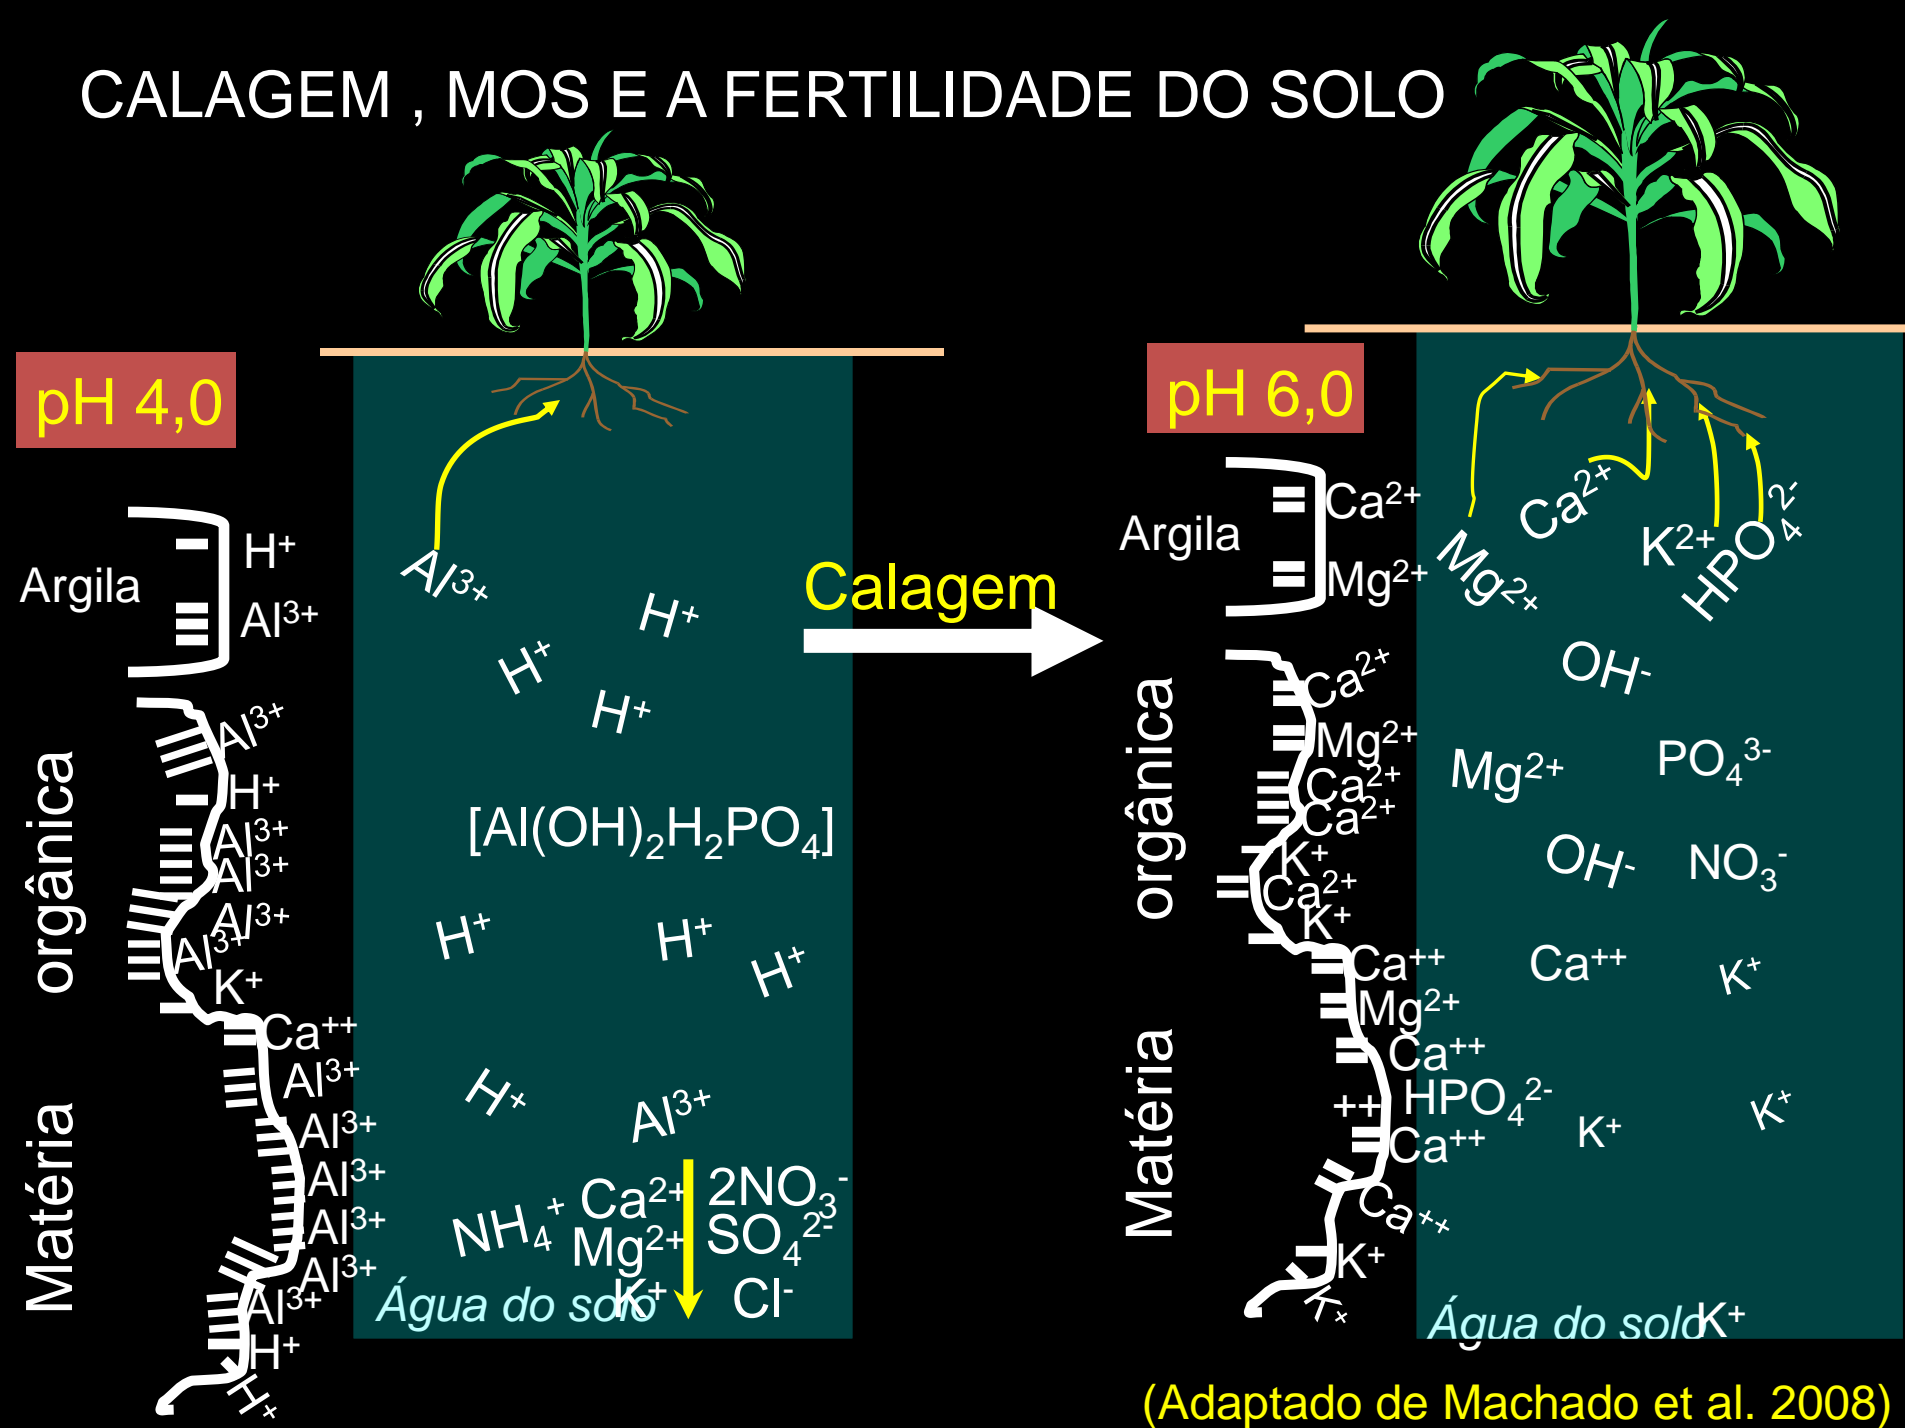 CALAGEM , MOS E A FERTILIDADE DO SOLO
pH 4,0
Argila
H⁺
Al³⁺
Matéria orgânica
Al³⁺
H⁺
Al³⁺
Al³⁺
Al³⁺
Al³⁺
K⁺
Ca⁺⁺
Al³⁺
Al³⁺
Al³⁺
Al³⁺
Al³⁺
Al³⁺
H⁺
H⁺
Al³⁺
H⁺
H⁺
H⁺
[Al(OH)₂H₂PO₄]
H⁺
H⁺
H⁺
H⁺
Al³⁺
NH₄⁺
Ca²⁺
Mg²⁺
K⁺
2NO₃⁻
SO₄²⁻
Cl⁻
Água do solo
Calagem
pH 6,0
Argila
Ca²⁺
Mg²⁺
Matéria orgânica
Ca²⁺
Mg²⁺
Ca²⁺
Ca²⁺
K⁺
Ca²⁺
K⁺
Ca⁺⁺
Mg²⁺
Ca⁺⁺
++ HPO₄²⁻
Ca⁺⁺
Ca⁺⁺
K⁺
K⁺
Mg²⁺
Ca²⁺
K²⁺
HPO₄²⁻
OH⁻
Mg²⁺
PO₄³⁻
OH⁻
NO₃⁻
Ca⁺⁺
K⁺
K⁺
K⁺
Água do solo
K⁺
(Adaptado de Machado et al. 2008)